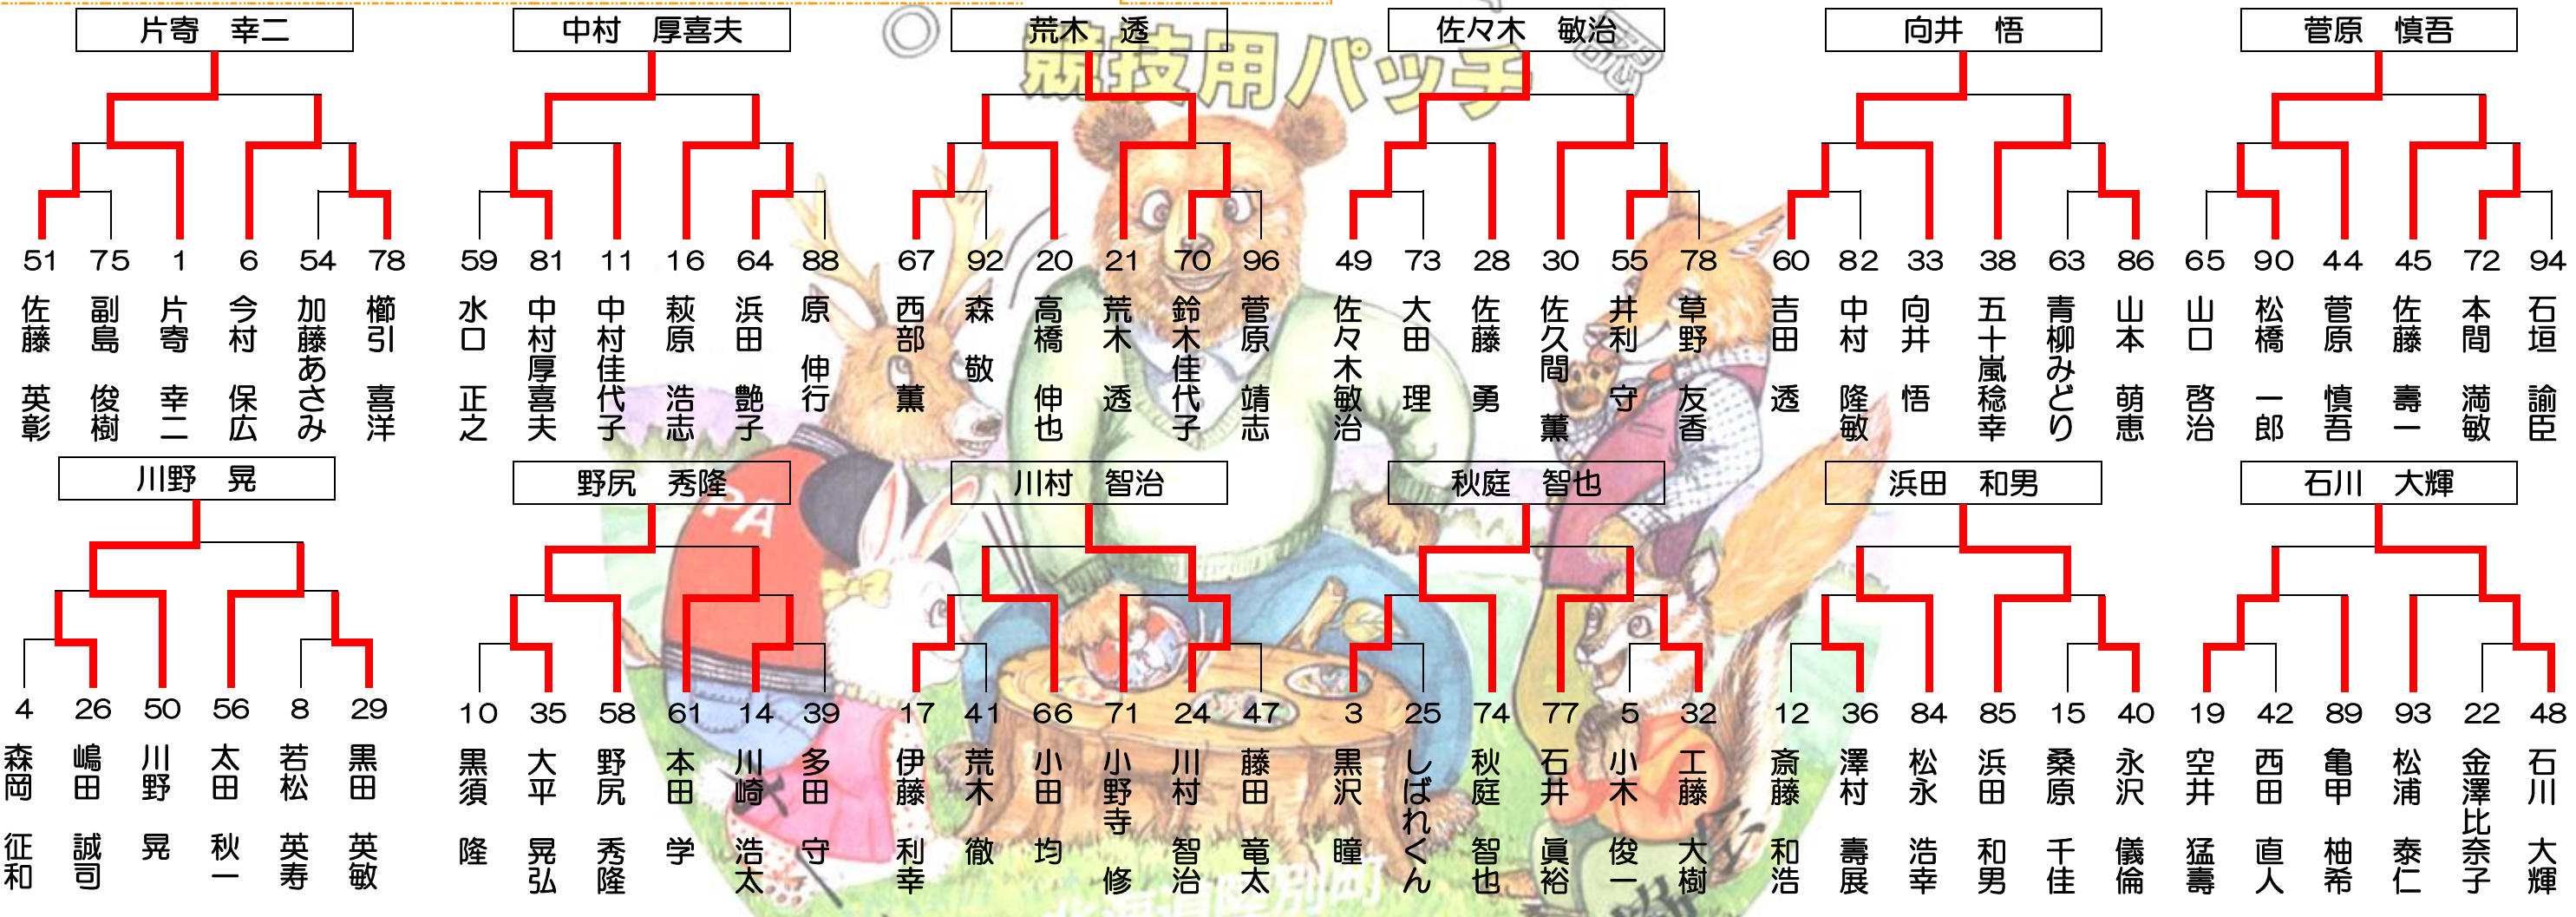 片寄　幸二
中村　厚喜夫
荒木　透
佐々木　敏治
向井　悟
菅原　慎吾
競技用パッチ
認
51 75 1 6 54 78
59 81 11 16 64 88
67 92 20 21 70 96
49 73 28 30 55 78
60 82 33 38 63 86
65 90 44 45 72 94
佐藤　英彰
副島　俊樹
片寄　幸二
今村　保広
加藤あさみ
櫛引　喜洋
水口　正之
中村厚喜夫
中村佳代子
萩原　浩志
浜田　艶子
原　伸行
西部　薫
森　敬
高橋　伸也
荒木　透
鈴木佳代子
菅原　靖志
佐々木敏治
大田　理
佐藤　勇
佐久間　薫
井利　守
草野　友香
吉田　透
中村　隆敏
向井　悟
五十嵐稔幸
青柳みどり
山本　萌恵
山口　啓治
松橋　一郎
菅原　慎吾
佐藤　壽一
本間　満敏
石垣　諭臣
川野　晃
野尻　秀隆
川村　智治
秋庭　智也
浜田　和男
石川　大輝
PA
4 26 50 56 8 29
10 35 58 61 14 39
17 41 66 71 24 47
3 25 74 77 5 32
12 36 84 85 15 40
19 42 89 93 22 48
森岡　征和
嶋田　誠司
川野　晃
太田　秋一
若松　英寿
黒田　英敏
黒須　隆
大平　晃弘
野尻　秀隆
本田　学
川崎　浩太
多田　守
伊藤　利幸
荒木　徹
小田　均
小野寺　修
川村　智治
藤田　竜太
黒沢　瞳
しばれくん
秋庭　智也
石井　眞裕
小木　俊一
工藤　大樹
斎藤　和浩
澤村　壽展
松永　浩幸
浜田　和男
桑原　千佳
永沢　儀倫
空井　猛壽
西田　直人
亀甲　柚希
松浦　泰仁
金澤比奈子
石川　大輝
北海道陸別町